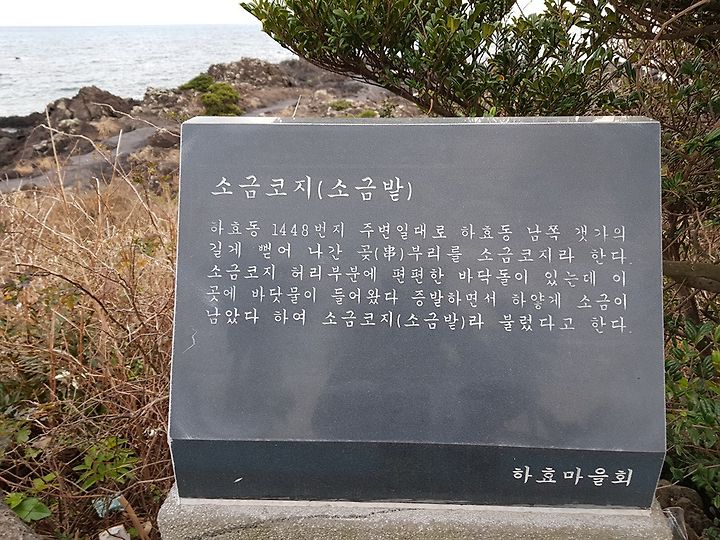 소금코지(소금밭)
하효동 1448번지 주변일대로 하효동 남쪽 갯가의
길게 뻗어 나간 곶(串)부리를 소금코지라 한다.
소금코지 허리부분에 편편한 바닥돌이 있는데 이
곳에 바닷물이 들어왔다 증발하면서 하얗게 소금이
남았다 하여 소금코지(소금밭)라 불렸다고 한다.
하효마을회